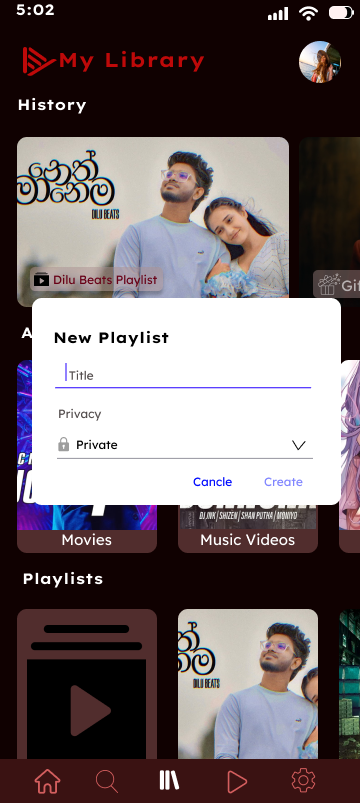 5:02
My Library
History
නෙත්
මානෙම
DILU BEATS
Dilu Beats Playlist
Gif
A
New Playlist
Title
Privacy
Private
Cancle
Create
BI JNK | SHIZEN | SHAN PUTHA | MONIYO
Movies
Music Videos
Playlists
DILU BEATS